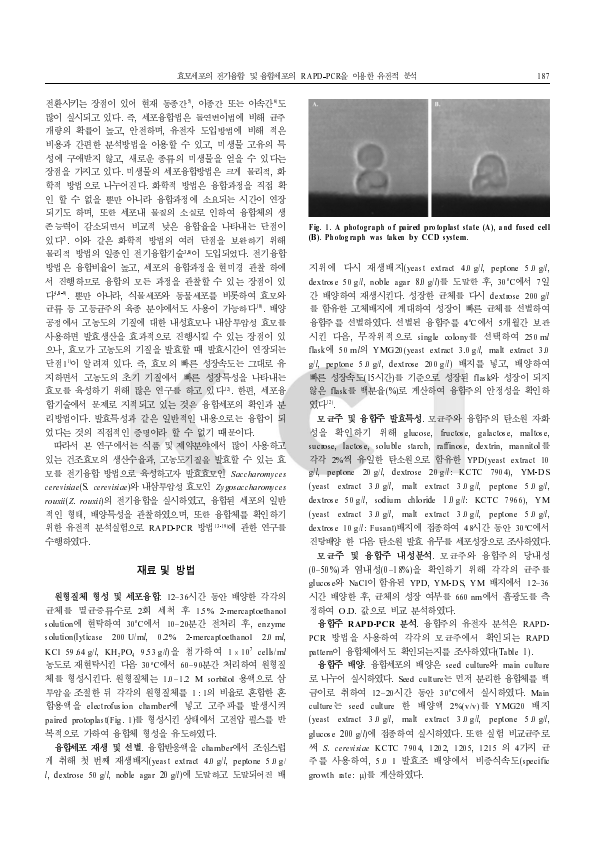 효모세포의 전기융합 및 융합세포의 RAPD-PCR을 이용한 유전적 분석
187
전환시키는 장점이 있어 현재 동종간⁵⁾, 이종간 또는 이속간⁶⁾도
많이 실시되고 있다. 즉, 세포융합법은 돌연변이법에 비해 균주
개량의 확률이 높고, 안전하며, 유전자 도입방법에 비해 적은
비용과 간편한 분석방법을 이용할 수 있고, 미생물 고유의 특
성에 구애받지 않고, 새로운 종류의 미생물을 얻을 수 있다는
장점을 가지고 있다. 미생물의 세포융합법은 크게 물리적, 화
학적 방법으로 나누어진다. 화학적 방법은 융합과정을 직접 확
인 할 수 없을 뿐만 아니라 융합과정에 소요되는 시간이 연장
되기도 하며, 또한 세포내 물질의 소실로 인하여 융합체의 생
존능력이 감소되면서 비교적 낮은 융합율을 나타내는 단점이
있다. 이와 같은 화학적 방법의 여러 단점을 보완하기 위해
물리적 방법의 일종인 전기융합기술이 도입되었다. 전기융합
방법은 융합비율이 높고, 세포의 융합과정을 현미경 관찰 하에
서 진행하므로 융합의 모든 과정을 관찰할 수 있는 장점이 있
다. 뿐만 아니라, 식물세포와 동물세포를 비롯하여 효모와
균류 등 고등균주의 육종 분야에서도 사용이 가능하다. 배양
공정에서 고농도의 기질에 대한 내성효모나 내삼투압성 효모를
사용하면 발효생산을 효과적으로 진행시킬 수 있는 장점이 있
으나, 효모가 고농도의 기질을 발효할 때 발효시간이 연장되는
단점이 알려져 있다. 즉, 효모의 빠른 성장속도는 그대로 유
지하면서 고농도의 초기 기질에서 빠른 성장특성을 나타내는
효모를 육성하기 위해 많은 연구를 하고 있다. 한편, 세포융
합기술에서 문제로 지적되고 있는 것은 융합세포의 확인과 분
리방법이다. 발효특성과 같은 일반적인 내용으로는 융합이 되
었다는 것의 직접적인 증명이라 할 수 없기 때문이다.
따라서 본 연구에서는 식품 및 제약분야에서 많이 사용하고
있는 건조효모의 생산수율과, 고농도기질을 발효할 수 있는 효
모를 전기융합 방법으로 육성하고자 발효효모인 Saccharomyces
cerevisiae(S. cerevisiae)와 내삼투압성 효모인 Zygosaccharomyces
rouxii(Z. rouxii)의 전기융합을 실시하였고, 융합된 세포의 일반
적인 형태, 배양특성을 관찰하였으며, 또한 융합체를 확인하기
위한 유전적 분석실험으로 RAPD-PCR 방법에 관한 연구를
수행하였다.
재료 및 방법
원형질체 형성 및 세포융합. 12–36시간 동안 배양한 각각의
균체를 멸균증류수로 2회 세척 후 1.5% 2-mercaptoethanol
solution에 현탁하여 30°C에서 10–20분간 전처리 후, enzyme
solution(lyticase 200 U/ml, 0.2% 2-mercaptoethanol 2.0 ml,
KCl 59.64 g/l, KH₂PO₄ 9.53 g/l)을 첨가하여 1×10⁷ cells/ml
농도로 재현탁시킨 다음 30°C에서 60–90분간 처리하여 원형질
체를 형성시킨다. 원형질체는 1.0–1.2 M sorbitol 용액으로 삼
투압을 조절한 뒤 각각의 원형질체를 1 : 1의 비율로 혼합한 혼
합용액을 electrofusion chamber에 넣고 고주파를 발생시켜
paired protoplast(Fig. 1)를 형성시킨 상태에서 고전압 펄스를 반
복적으로 가하여 융합체 형성을 유도하였다.
융합세포 재생 및 선별. 융합반응액을 chamber에서 조심스럽
게 취해 첫 번째 재생배지(yeast extract 4.0 g/l, peptone 5.0 g/
l, dextrose 50 g/l, noble agar 20 g/l)에 도말하고 도말되어진 배
A.
B.
Fig. 1. A photograph of paired protoplast state (A), and fused cell
(B). Photograph was taken by CCD system.
지위에 다시 재생배지(yeast extract 4.0 g/l, peptone 5.0 g/l,
dextrose 50 g/l, noble agar 8.0 g/l)를 도말한 후, 30°C에서 7일
간 배양하여 재생시킨다. 성장한 균체를 다시 dextrose 200 g/l
를 함유한 고체배지에 계대하여 성장이 빠른 균체를 선별하여
융합주를 선별하였다. 선별된 융합주를 4°C에서 5개월간 보관
시킨 다음, 무작위적으로 single colony를 선택하여 250 ml
flask에 50 ml의 YMG20(yeast extract 3.0 g/l, malt extract 3.0
g/l, peptone 5.0 g/l, dextrose 200 g/l) 배지를 넣고, 배양하여
빠른 성장속도(15시간)를 기준으로 성장된 flask와 성장이 되지
않은 flask를 백분율(%)로 계산하여 융합주의 안정성을 확인하
였다.
모균주 및 융합주 발효특성. 모균주와 융합주의 탄소원 자화
성을 확인하기 위해 glucose, fructose, galactose, maltose,
sucrose, lactose, soluble starch, raffinose, dextrin, mannitol를
각각 2%씩 유일한 탄소원으로 함유한 YPD(yeast extract 10
g/l, peptone 20 g/l, dextrose 20 g/l: KCTC 7904), YM-DS
(yeast extract 3.0 g/l, malt extract 3.0 g/l, peptone 5.0 g/l,
dextrose 50 g/l, sodium chloride 1.0 g/l: KCTC 7966), YM
(yeast extract 3.0 g/l, malt extract 3.0 g/l, peptone 5.0 g/l,
dextrose 10 g/l: Fusant)배지에 접종하여 48시간 동안 30°C에서
진탕배양 한 다음 탄소원 발효 유무를 세포성장으로 조사하였다.
모균주 및 융합주 내성분석. 모균주와 융합주의 당내성
(0–50%)과 염내성(0–18%)을 확인하기 위해 각각의 균주를
glucose와 NaCl이 함유된 YPD, YM-DS, YM 배지에서 12–36
시간 배양한 후, 균체의 성장 여부를 660 nm에서 흡광도를 측
정하여 O.D. 값으로 비교 분석하였다.
융합주 RAPD-PCR 분석. 융합주의 유전자 분석은 RAPD-
PCR 방법을 사용하여 각각의 모균주에서 확인되는 RAPD
pattern이 융합체에서도 확인되는지를 조사하였다(Table 1).
융합주 배양. 융합세포의 배양은 seed culture와 main culture
로 나누어 실시하였다. Seed culture는 먼저 분리한 융합체를 백
금이로 취하여 12–20시간 동안 30°C에서 실시하였다. Main
culture는 seed culture 한 배양액 2%(v/v)를 YMG20 배지
(yeast extract 3.0 g/l, malt extract 3.0 g/l, peptone 5.0 g/l,
glucose 200 g/l)에 접종하여 실시하였다. 또한 실험 비교균주로
써 S. cerevisiae KCTC 7904, 1202, 1205, 1215 의 4가지 균
주를 사용하여, 5.0 l 발효조 배양에서 비증식속도(specific
growth rate: μ)를 계산하였다.